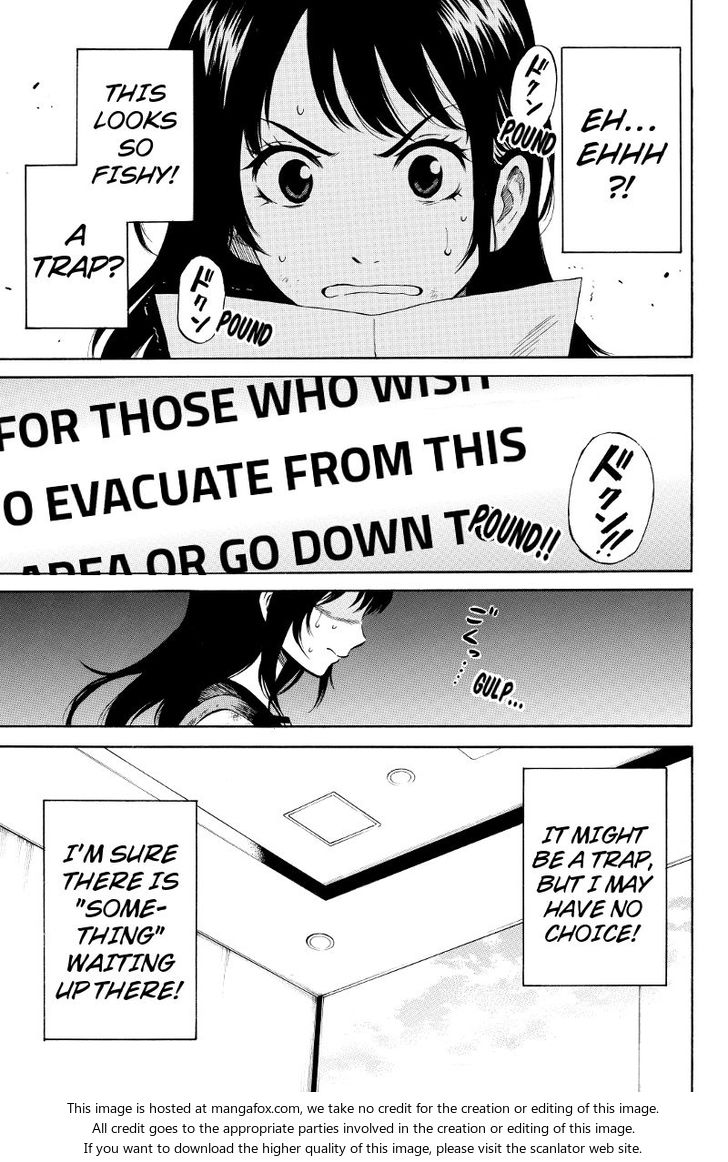 EH...
EHHH
?!
ドクン
POUND
THIS
LOOKS
SO
FISHY!
A
TRAP?
ドクン
POUND
FOR THOSE WHO WISH
O EVACUATE FROM THIS
AREA OR GO DOWN T
ドクン!!
POUND!!
ごくっ……
GULP...
IT MIGHT
BE A TRAP,
BUT I MAY
HAVE NO
CHOICE!
I'M SURE
THERE IS
"SOME-
THING"
WAITING
UP THERE!
This image is hosted at mangafox.com, we take no credit for the creation or editing of this image.
All credit goes to the appropriate parties involved in the creation or editing of this image.
If you want to download the higher quality of this image, please visit the scanlator web site.